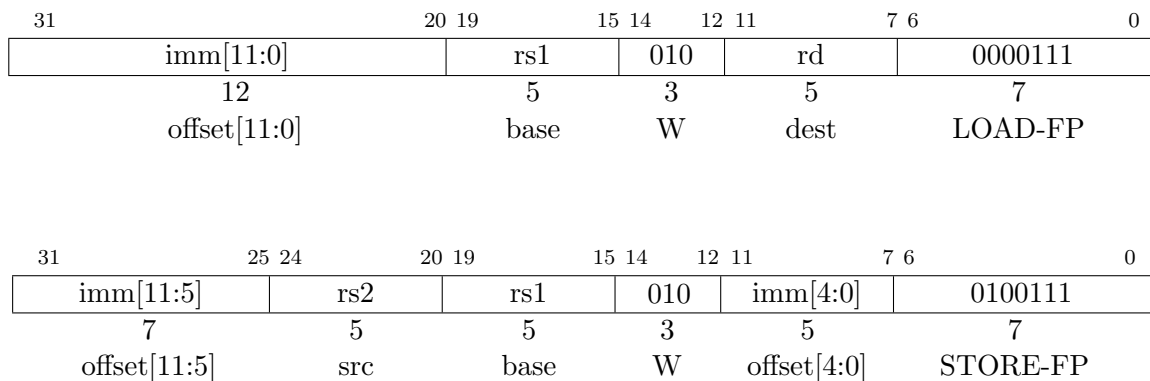 31 20 19 15 14 12 11 7 6 0
imm[11:0] rs1 010 rd 0000111
12 5 3 5 7
offset[11:0] base W dest LOAD-FP
31 25 24 20 19 15 14 12 11 7 6 0
imm[11:5] rs2 rs1 010 imm[4:0] 0100111
7 5 5 3 5 7
offset[11:5] src base W offset[4:0] STORE-FP